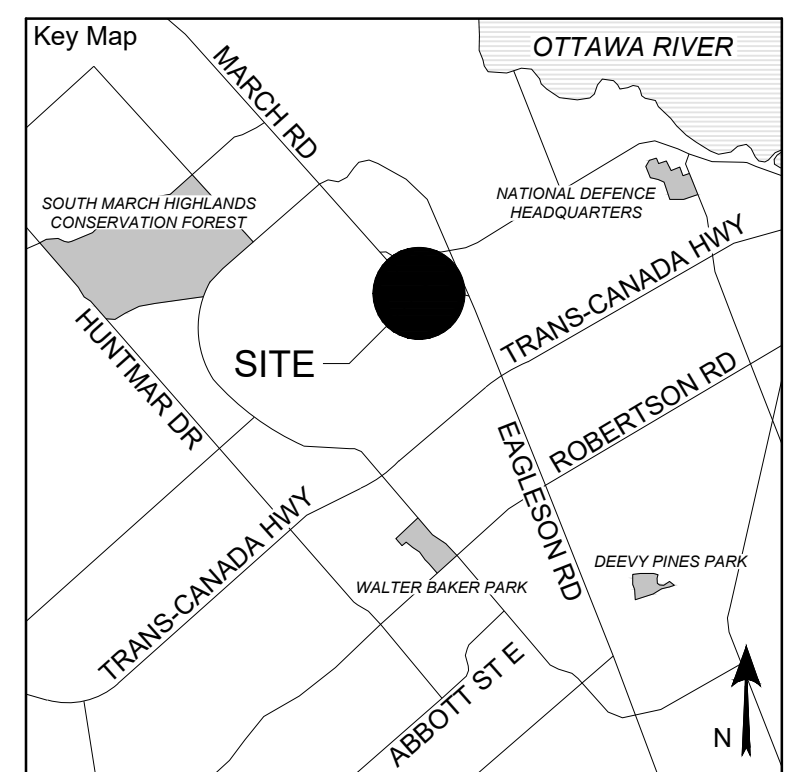 Key Map
OTTAWA RIVER
MARCH RD
SOUTH MARCH HIGHLANDS
CONSERVATION FOREST
NATIONAL DEFENCE
HEADQUARTERS
TRANS-CANADA HWY
HUNTMAR DR
SITE
ROBERTSON RD
EAGLESON RD
TRANS-CANADA HWY
WALTER BAKER PARK
DEEVY PINES PARK
ABBOTT ST E
N